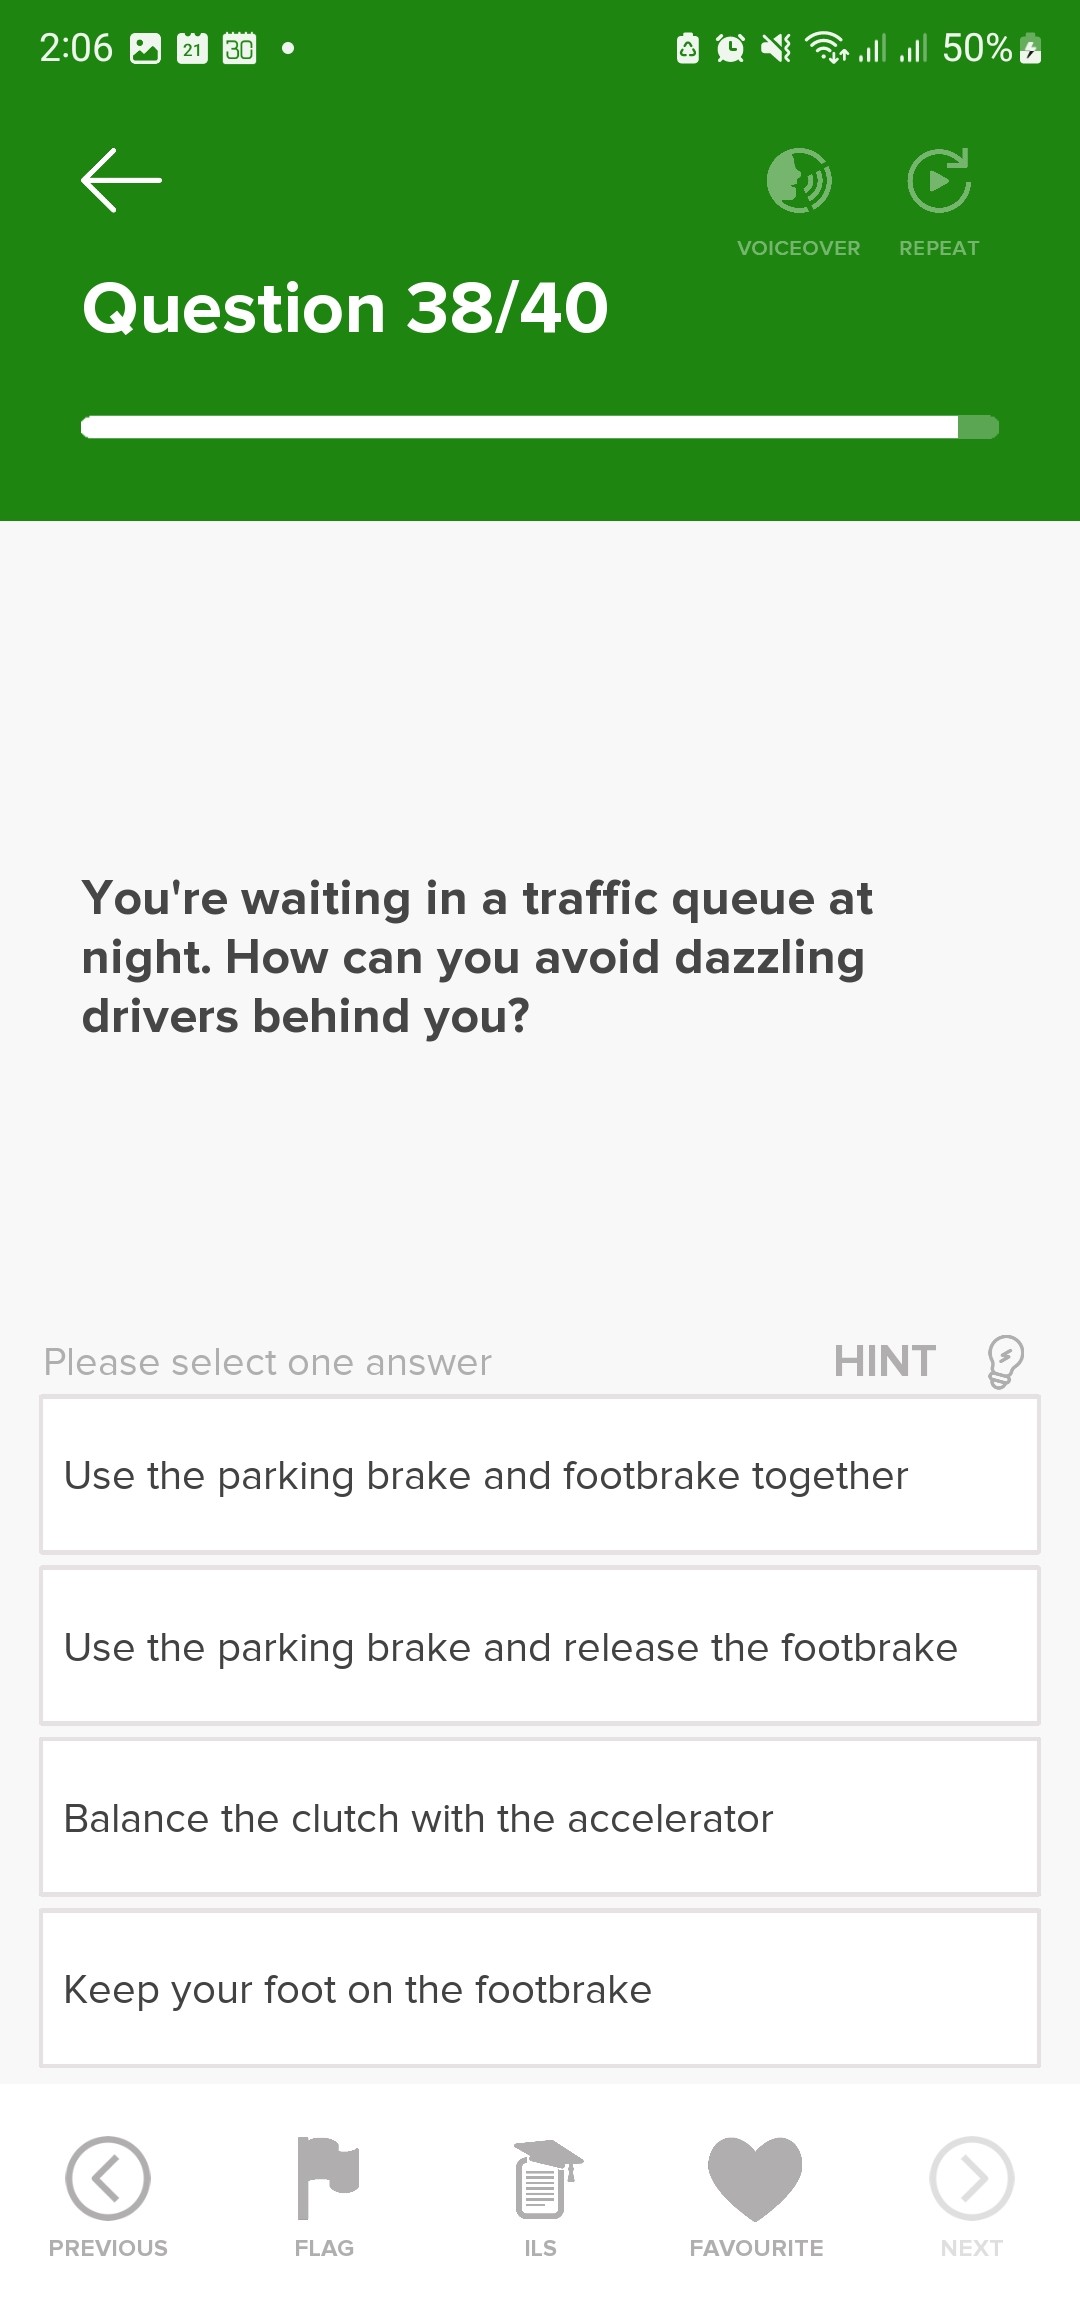 2:06 21 30 50%
VOICEOVER REPEAT
Question 38/40
You're waiting in a traffic queue at
night. How can you avoid dazzling
drivers behind you?
Please select one answer HINT
Use the parking brake and footbrake together
Use the parking brake and release the footbrake
Balance the clutch with the accelerator
Keep your foot on the footbrake
PREVIOUS FLAG ILS FAVOURITE NEXT